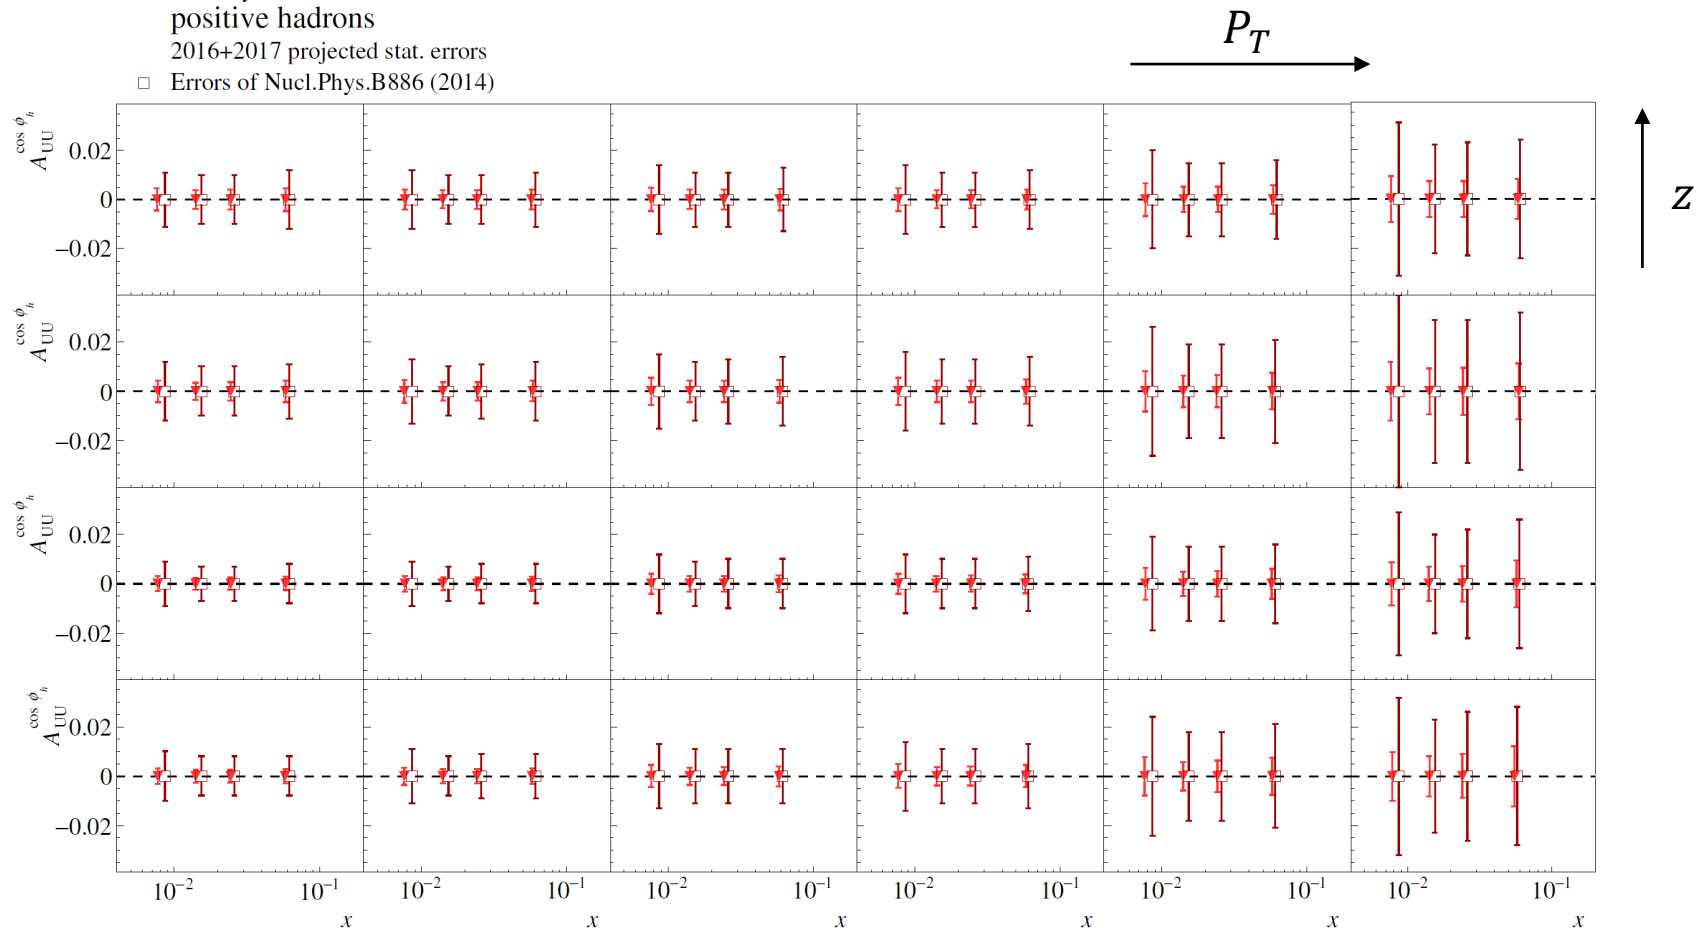 positive hadrons
2016+2017 projected stat. errors
Errors of Nucl.Phys.B886 (2014)
P_T
z
A_UU^cos ϕ_h 0.02
0
−0.02
A_UU^cos ϕ_h 0.02
0
−0.02
A_UU^cos ϕ_h 0.02
0
−0.02
A_UU^cos ϕ_h 0.02
0
−0.02
10^−2 10^−1 10^−2 10^−1 10^−2 10^−1 10^−2 10^−1 10^−2 10^−1 10^−2 10^−1
x x x x x x